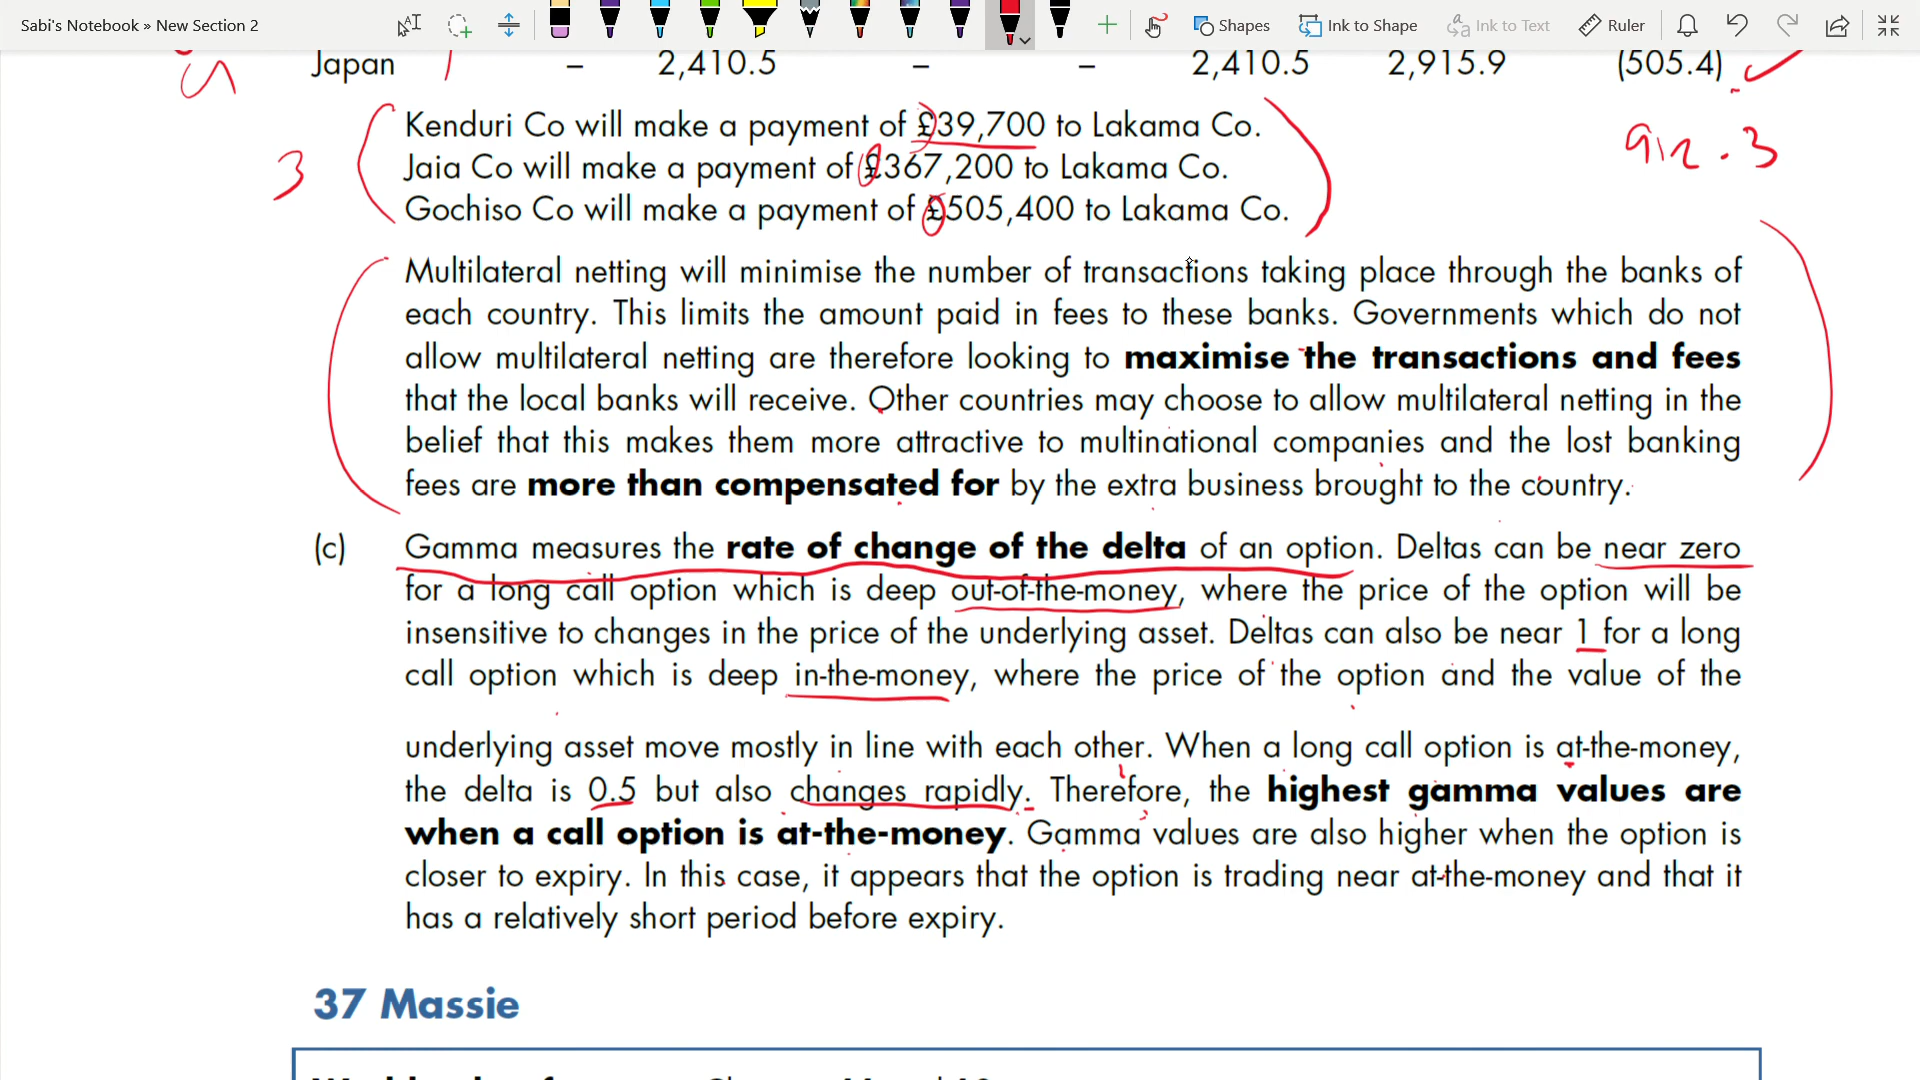 Sabi's Notebook » New Section 2
Shapes
Ink to Shape
Ink to Text
Ruler
Japan – 2,410.5 – – 2,410.5 2,915.9 (505.4)
Kenduri Co will make a payment of £39,700 to Lakama Co.
Jaia Co will make a payment of £367,200 to Lakama Co.
3
Gochiso Co will make a payment of £505,400 to Lakama Co.
Multilateral netting will minimise the number of transactions taking place through the banks of
each country. This limits the amount paid in fees to these banks. Governments which do not
allow multilateral netting are therefore looking to maximise the transactions and fees
that the local banks will receive. Other countries may choose to allow multilateral netting in the
belief that this makes them more attractive to multinational companies and the lost banking
fees are more than compensated for by the extra business brought to the country.
(c) Gamma measures the rate of change of the delta of an option. Deltas can be near zero
for a long call option which is deep out-of-the-money, where the price of the option will be
insensitive to changes in the price of the underlying asset. Deltas can also be near 1 for a long
call option which is deep in-the-money, where the price of the option and the value of the
underlying asset move mostly in line with each other. When a long call option is at-the-money,
the delta is 0.5 but also changes rapidly. Therefore, the highest gamma values are
when a call option is at-the-money. Gamma values are also higher when the option is
closer to expiry. In this case, it appears that the option is trading near at-the-money and that it
has a relatively short period before expiry.
37 Massie